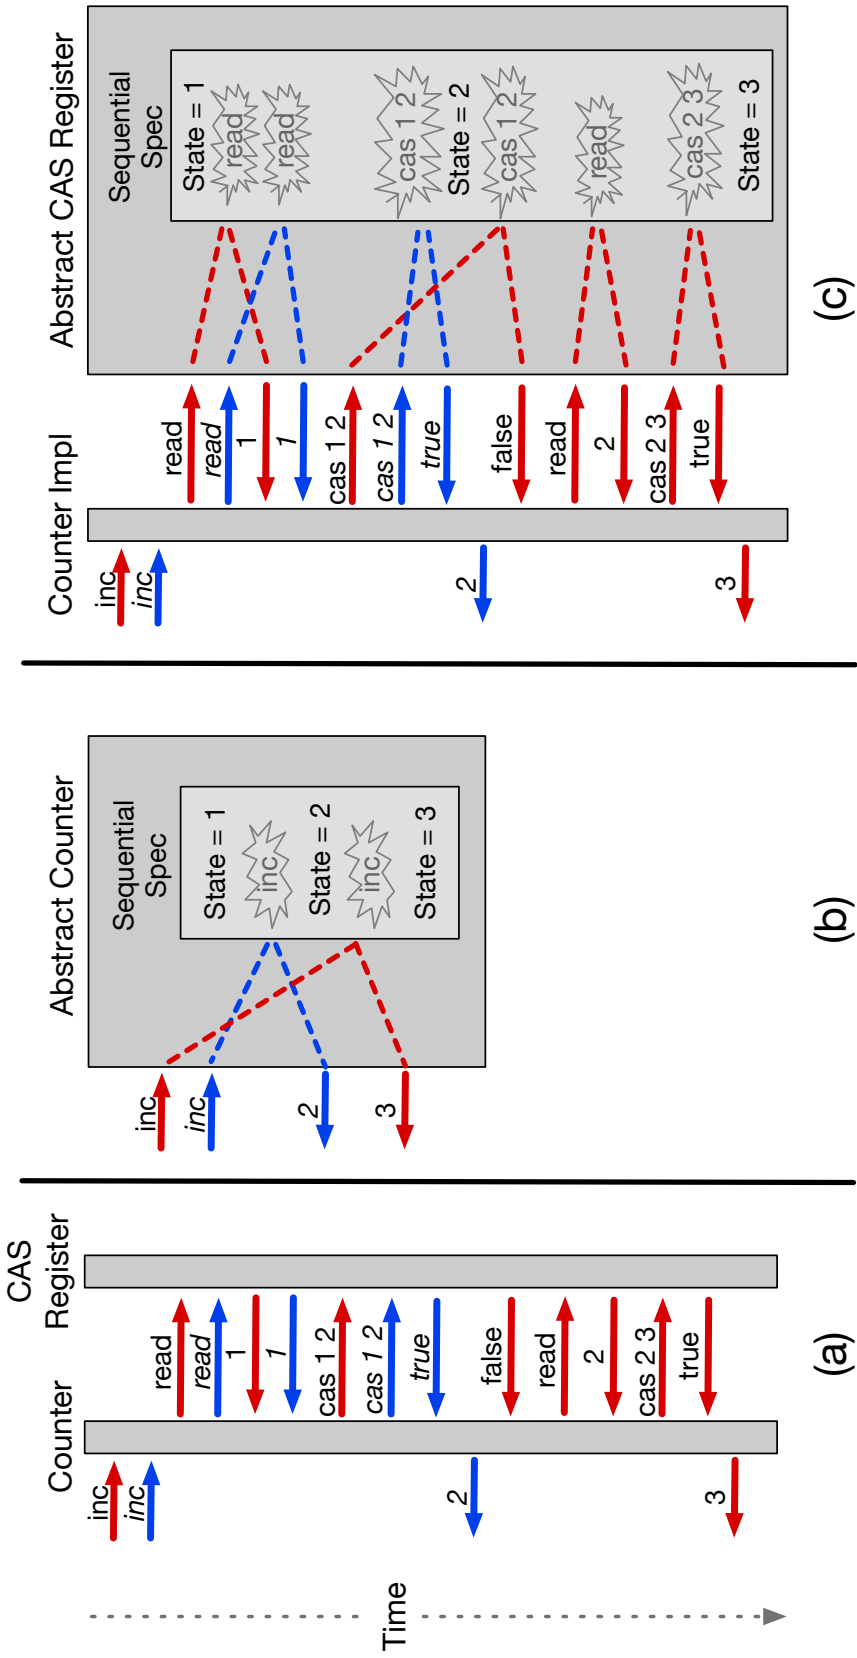 Time
Counter
CAS
Register
inc
inc
read
read
1
1
cas 1 2
cas 1 2
true
2
false
read
2
cas 2 3
true
3
(a)
Abstract Counter
Sequential
Spec
State = 1
inc
inc
inc
State = 2
2
inc
3
State = 3
(b)
Counter Impl
Abstract CAS Register
Sequential
Spec
inc
inc
State = 1
read
read
read
1
read
1
cas 1 2
cas 1 2
cas 1 2
true
State = 2
2
cas 1 2
false
read
read
2
cas 2 3
cas 2 3
true
3
State = 3
(c)